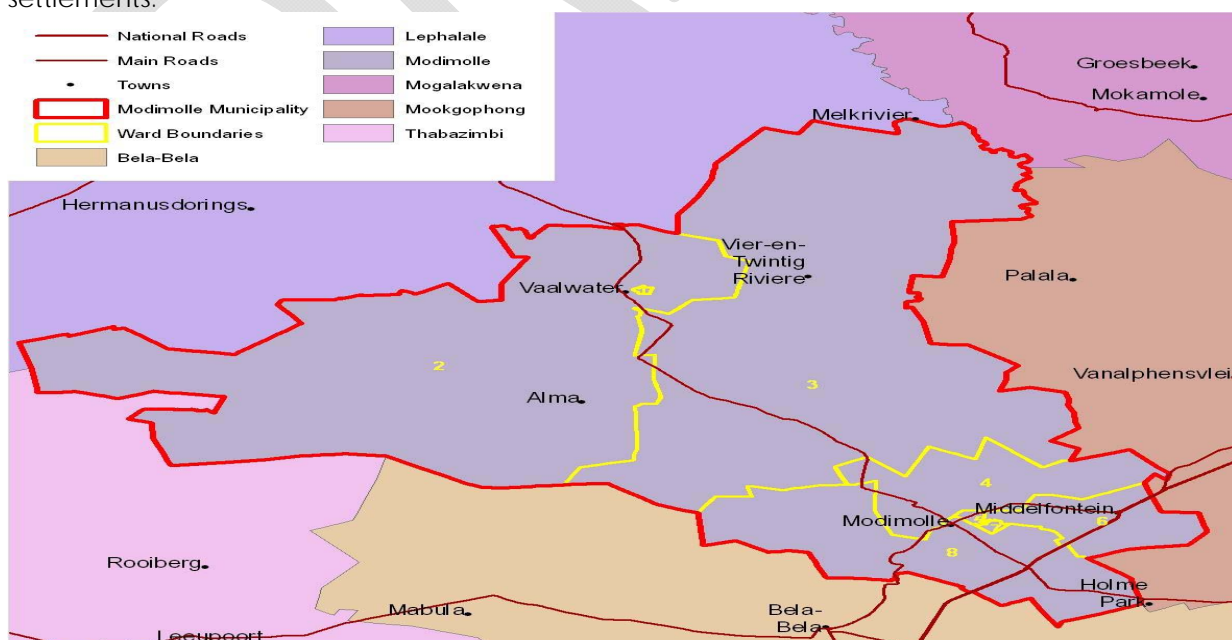 settlements.
National Roads
Main Roads
Towns
Modimolle Municipality
Ward Boundaries
Bela-Bela
Lephalale
Modimolle
Mogalakwena
Mookgophong
Thabazimbi
Groesbeek
Mokamole
Melkrivier
Hermanusdorings
Vier-en-
Twintig
Riviere
Palala
Vaalwater
2
3
Vanalphensvlei
Alma
4
Middelfontein
Modimolle
6
8
Rooiberg
Holme
Park
Mabula
Bela-
Bela
Leeupoort